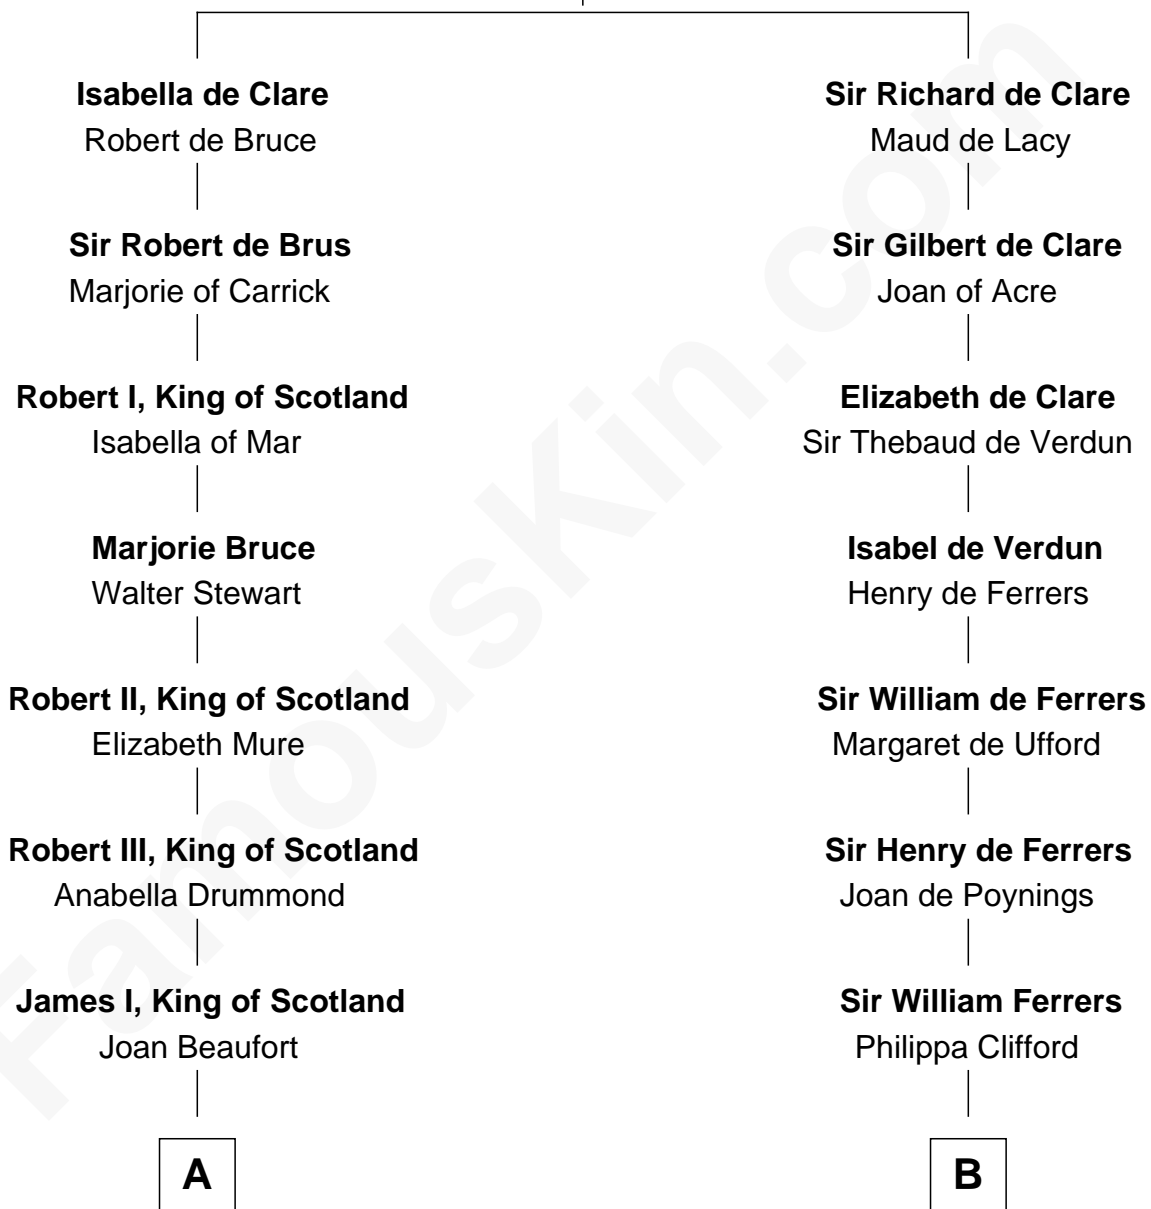 Isabella de Clare
Robert de Bruce
Sir Robert de Brus
Marjorie of Carrick
Robert I, King of Scotland
Isabella of Mar
Marjorie Bruce
Walter Stewart
Robert II, King of Scotland
Elizabeth Mure
Robert III, King of Scotland
Anabella Drummond
James I, King of Scotland
Joan Beaufort
A
Sir Richard de Clare
Maud de Lacy
Sir Gilbert de Clare
Joan of Acre
Elizabeth de Clare
Sir Thebaud de Verdun
Isabel de Verdun
Henry de Ferrers
Sir William de Ferrers
Margaret de Ufford
Sir Henry de Ferrers
Joan de Poynings
Sir William Ferrers
Philippa Clifford
B
FamousKin.com